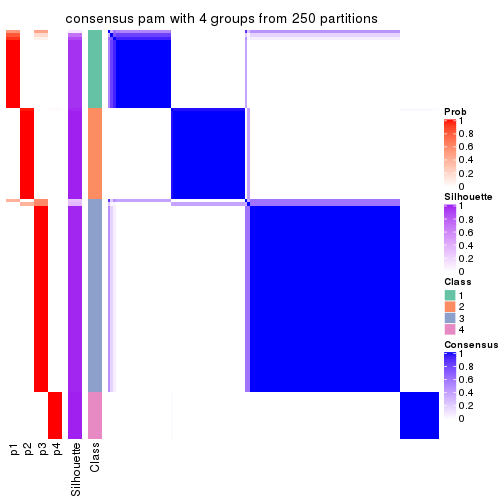 consensus pam with 4 groups from 250 partitions
Prob
1
0.8
0.6
0.4
0.2
0
Silhouette
1
0.8
0.6
0.4
0.2
0
Class
1
2
3
4
Consensus
1
0.8
0.6
0.4
0.2
0
p1
p2
p3
p4
Silhouette
Class